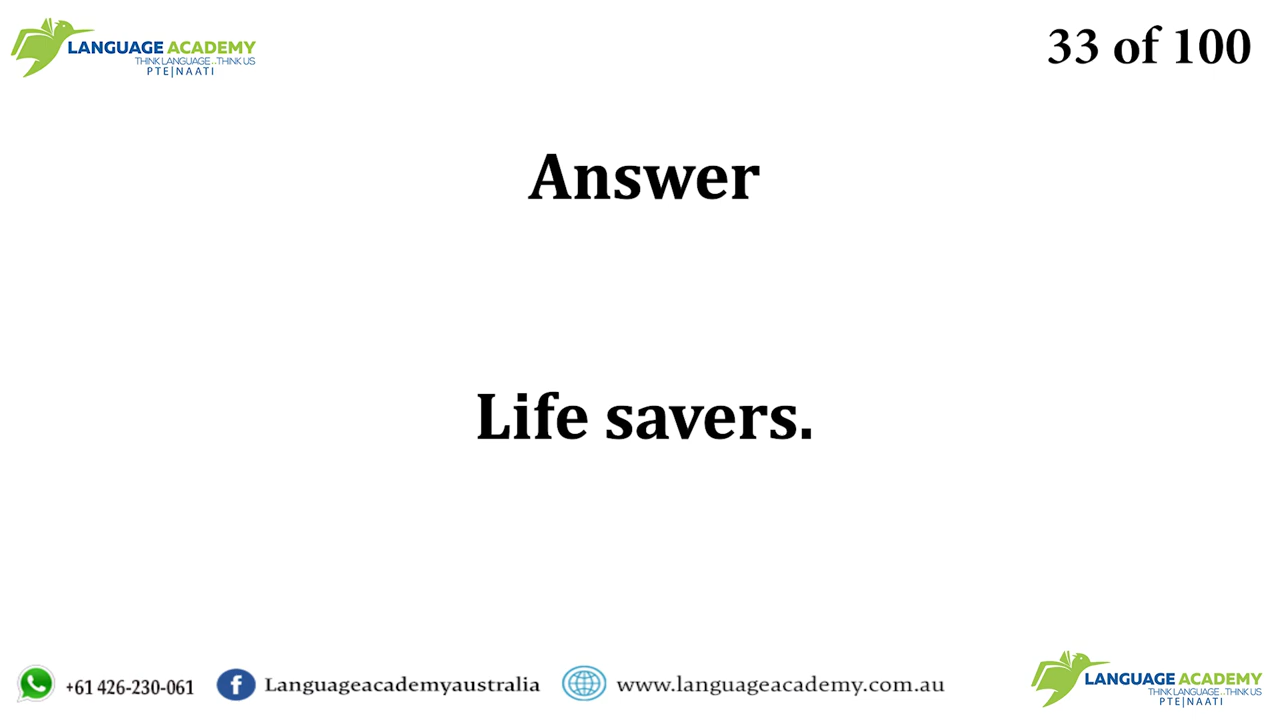 LANGUAGE ACADEMY
THINK LANGUAGE..THINK US
PTE|NAATI
33 of 100
Answer
Life savers.
+61 426-230-061
Languageacademyaustralia
www.languageacademy.com.au
LANGUAGE ACADEMY
THINK LANGUAGE..THINK US
PTE|NAATI